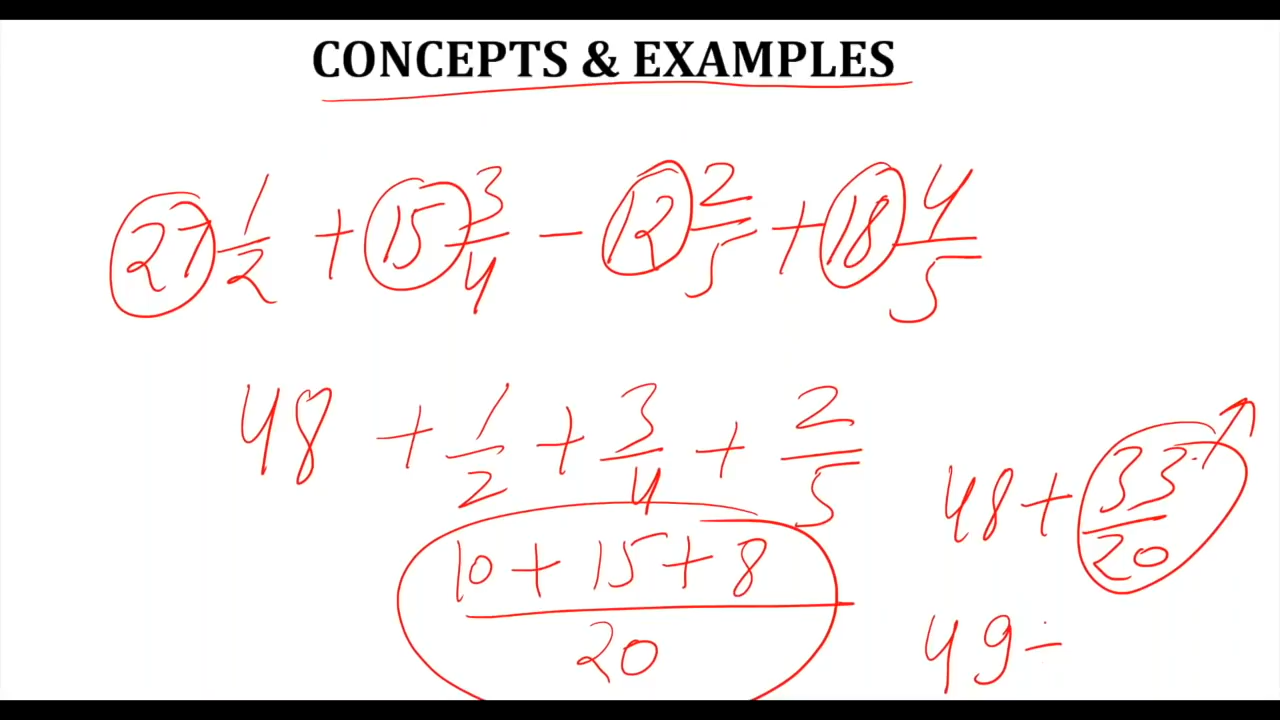 CONCEPTS & EXAMPLES
27 1/2 + 15 3/4 - 12 2/5 + 18 4/5
48 + 1/2 + 3/4 + 2/5
48 + 33/20
10 + 15 + 8
20
49 -